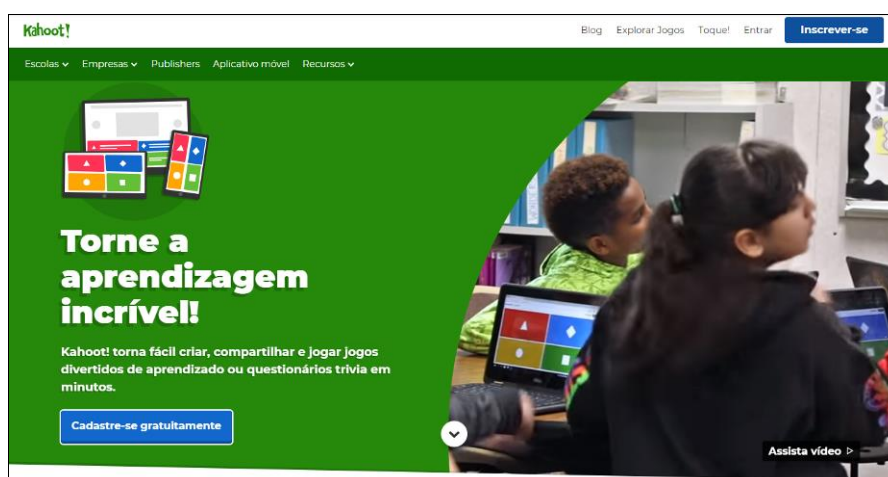 Kahoot!
Blog Explorar Jogos Toque! Entrar Inscrever-se
Escolas Empresas Publishers Aplicativo móvel Recursos
Torne a
aprendizagem
incrível!
Kahoot! torna fácil criar, compartilhar e jogar jogos
divertidos de aprendizado ou questionários trivia em
minutos.
Cadastre-se gratuitamente
Assista vídeo